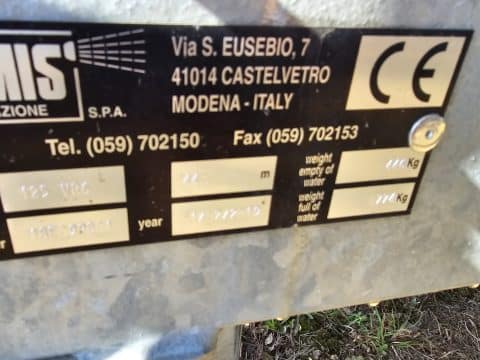 MIS
AZIONE S.P.A.
Via S. EUSEBIO, 7
41014 CASTELVETRO
MODENA - ITALY
CE
Tel. (059) 702150 Fax (059) 702153
m
weight
empty of
water
Kg
year
weight
full of
water
Kg